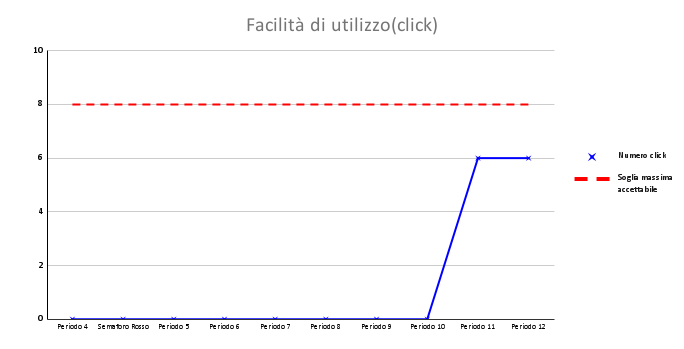 Facilità di utilizzo(click)
10
8
6
4
2
0
Periodo 4 Semaforo Rosso Periodo 5 Periodo 6 Periodo 7 Periodo 8 Periodo 9 Periodo 10 Periodo 11 Periodo 12
Numero click
Soglia massima
accettabile